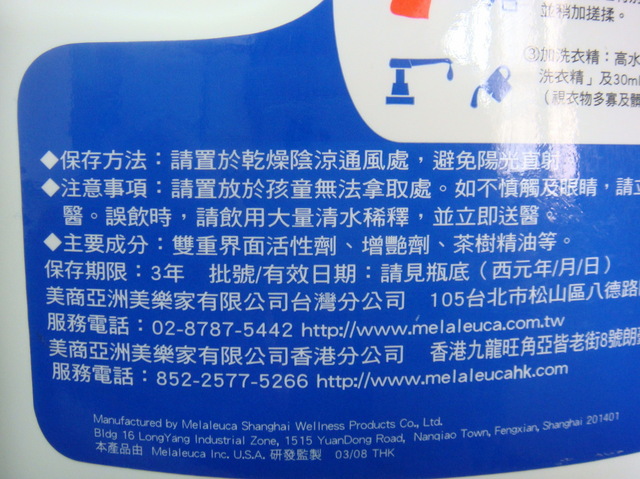 並稍加搓揉。
③加洗衣精：高水
洗衣精」及30ml
（視衣物多寡及髒
◆保存方法：請置於乾燥陰涼通風處，避免陽光直射
◆注意事項：請置放於孩童無法拿取處。如不慎觸及眼睛，請立
醫。誤飲時，請飲用大量清水稀釋，並立即送醫。
◆主要成分：雙重界面活性劑、增艷劑、茶樹精油等。
保存期限：3年 批號/有效日期：請見瓶底（西元年/月/日）
美商亞洲美樂家有限公司台灣分公司 105台北市松山區八德路
服務電話：02-8787-5442 http://www.melaleuca.com.tw
美商亞洲美樂家有限公司香港分公司 香港九龍旺角亞皆老街8號朗
服務電話：852-2577-5266 http://www.melaleucahk.com
Manufactured by Melaleuca Shanghai Wellness Products Co., Ltd.
Bldg 16 LongYang Industrial Zone, 1515 YuanDong Road, Nanqiao Town, Fengxian, Shanghai 201401
本產品由 Melaleuca Inc. U.S.A. 研發監製 03/08 THK